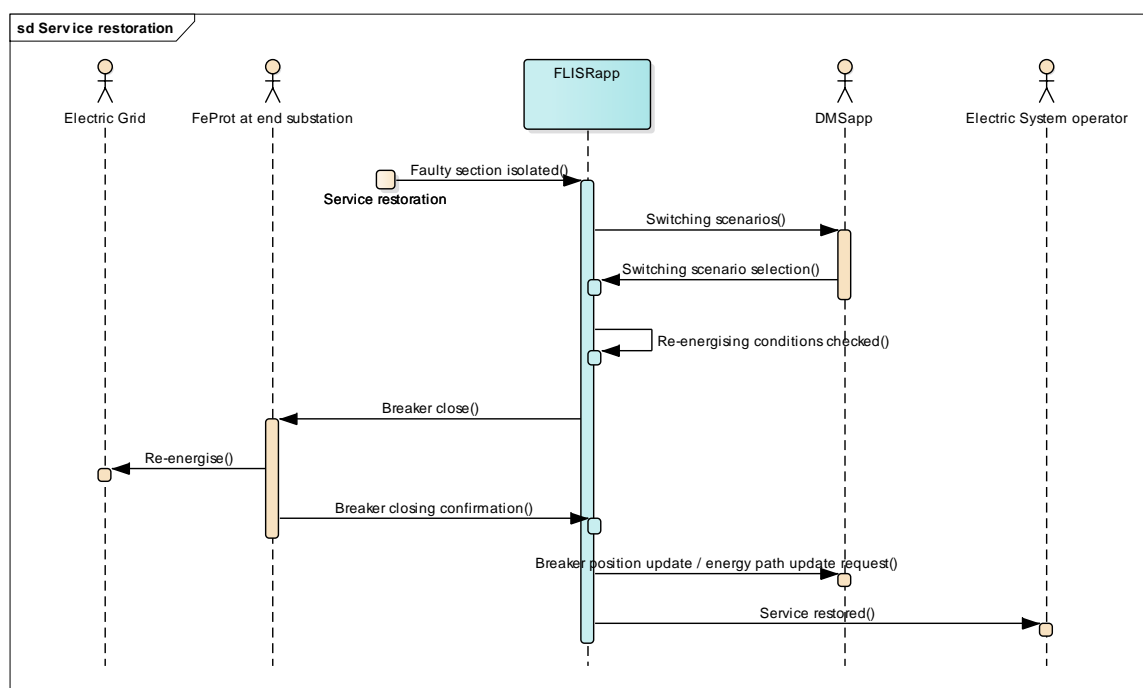 sd Service restoration
FLISRapp
Electric Grid
FeProt at end substation
DMSapp
Electric System operator
Faulty section isolated()
Service restoration
Switching scenarios()
Switching scenario selection()
Re-energising conditions checked()
Breaker close()
Re-energise()
Breaker closing confirmation()
Breaker position update / energy path update request()
Service restored()